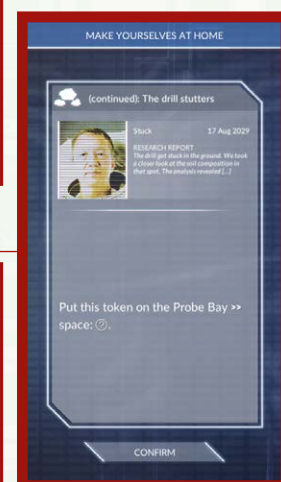 MAKE YOURSELVES AT HOME
(continued): The drill stutters
Stuck 17 Aug 2029
RESEARCH REPORT
The drill got stuck in the ground. We took
a closer look at the soil composition in
that spot. The analysis revealed [...]
Put this token on the Probe Bay >>
space: ?.
CONFIRM